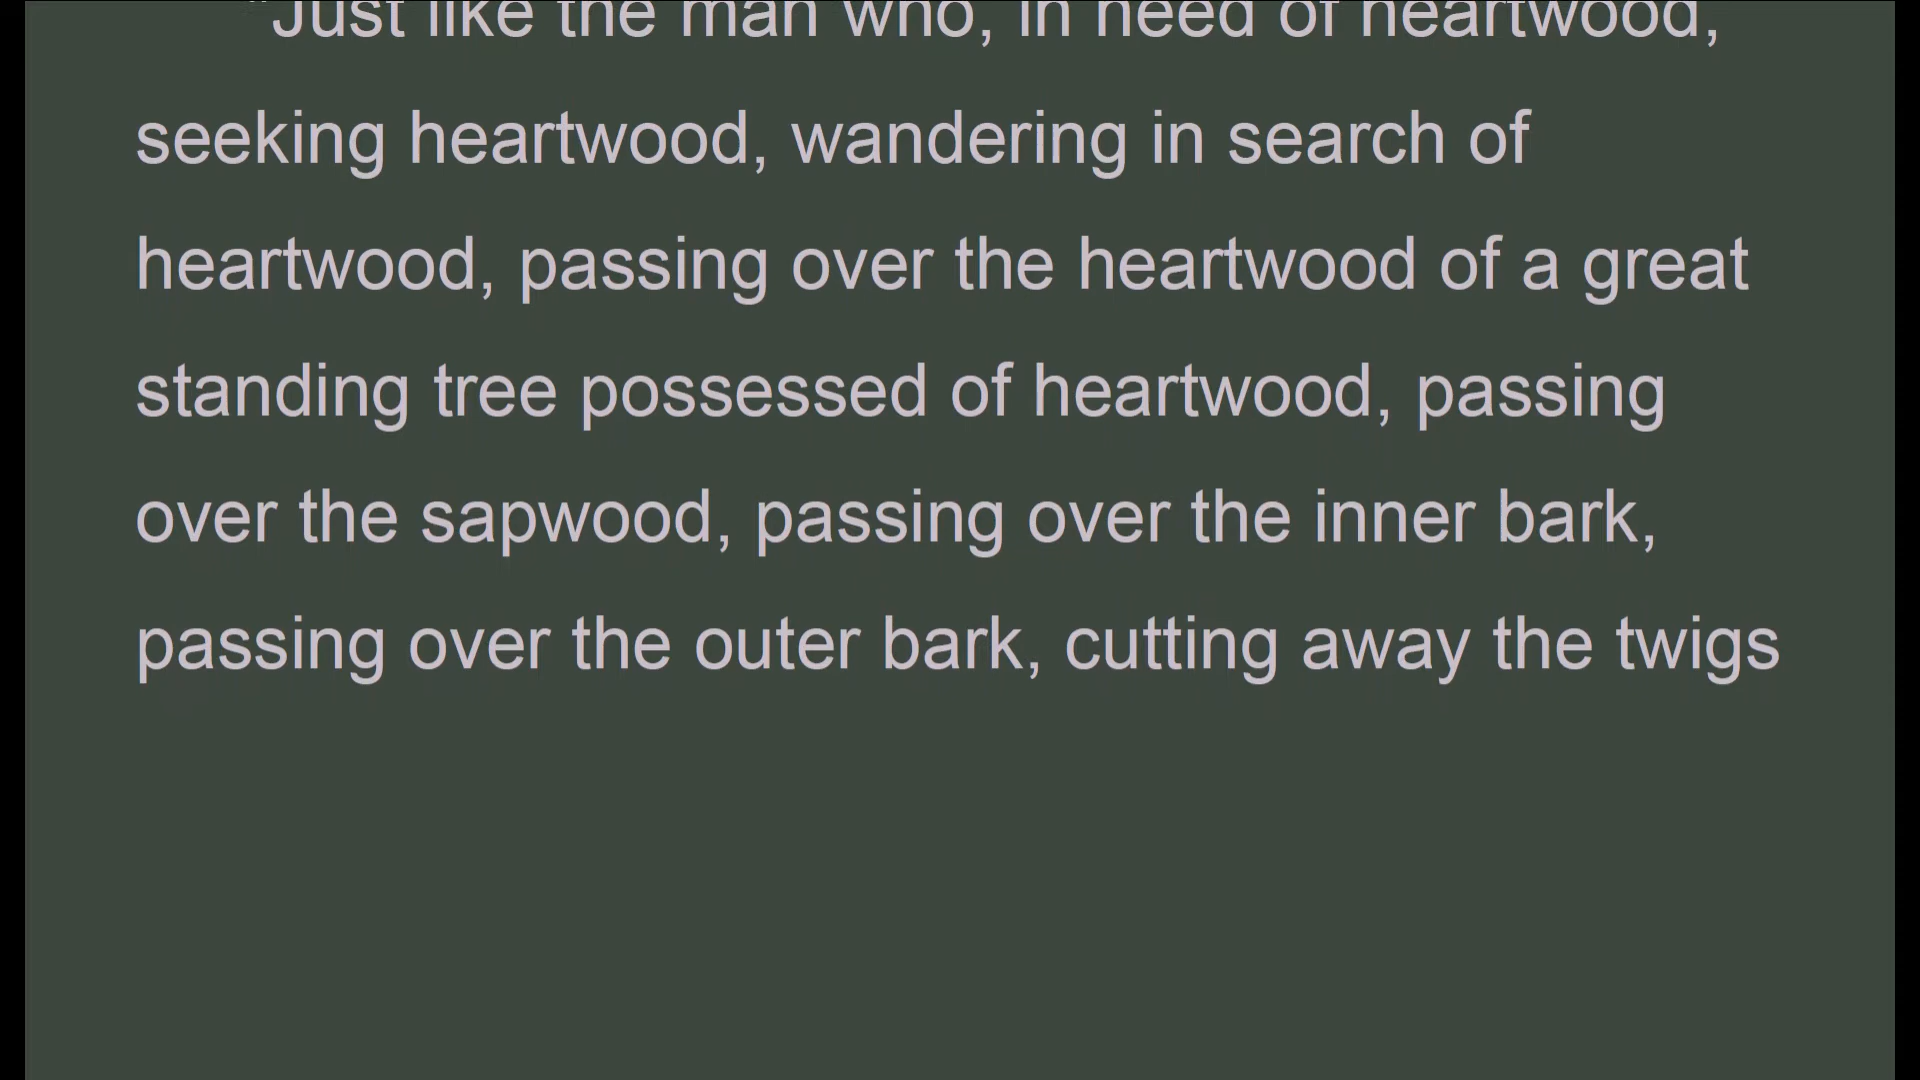 "Just like the man who, in need of heartwood,
seeking heartwood, wandering in search of
heartwood, passing over the heartwood of a great
standing tree possessed of heartwood, passing
over the sapwood, passing over the inner bark,
passing over the outer bark, cutting away the twigs